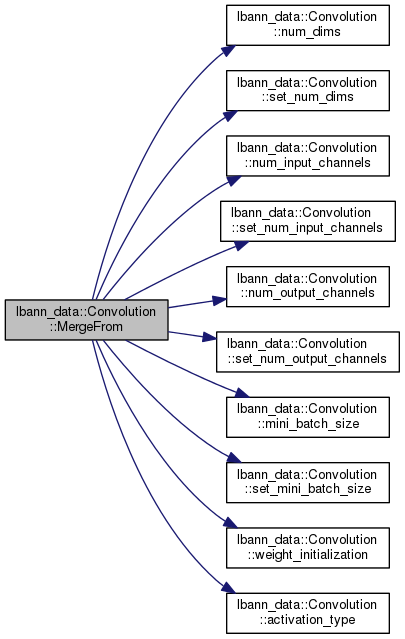 lbann_data::Convolution
::num_dims
lbann_data::Convolution
::set_num_dims
lbann_data::Convolution
::num_input_channels
lbann_data::Convolution
::set_num_input_channels
lbann_data::Convolution
::num_output_channels
lbann_data::Convolution
::MergeFrom
lbann_data::Convolution
::set_num_output_channels
lbann_data::Convolution
::mini_batch_size
lbann_data::Convolution
::set_mini_batch_size
lbann_data::Convolution
::weight_initialization
lbann_data::Convolution
::activation_type